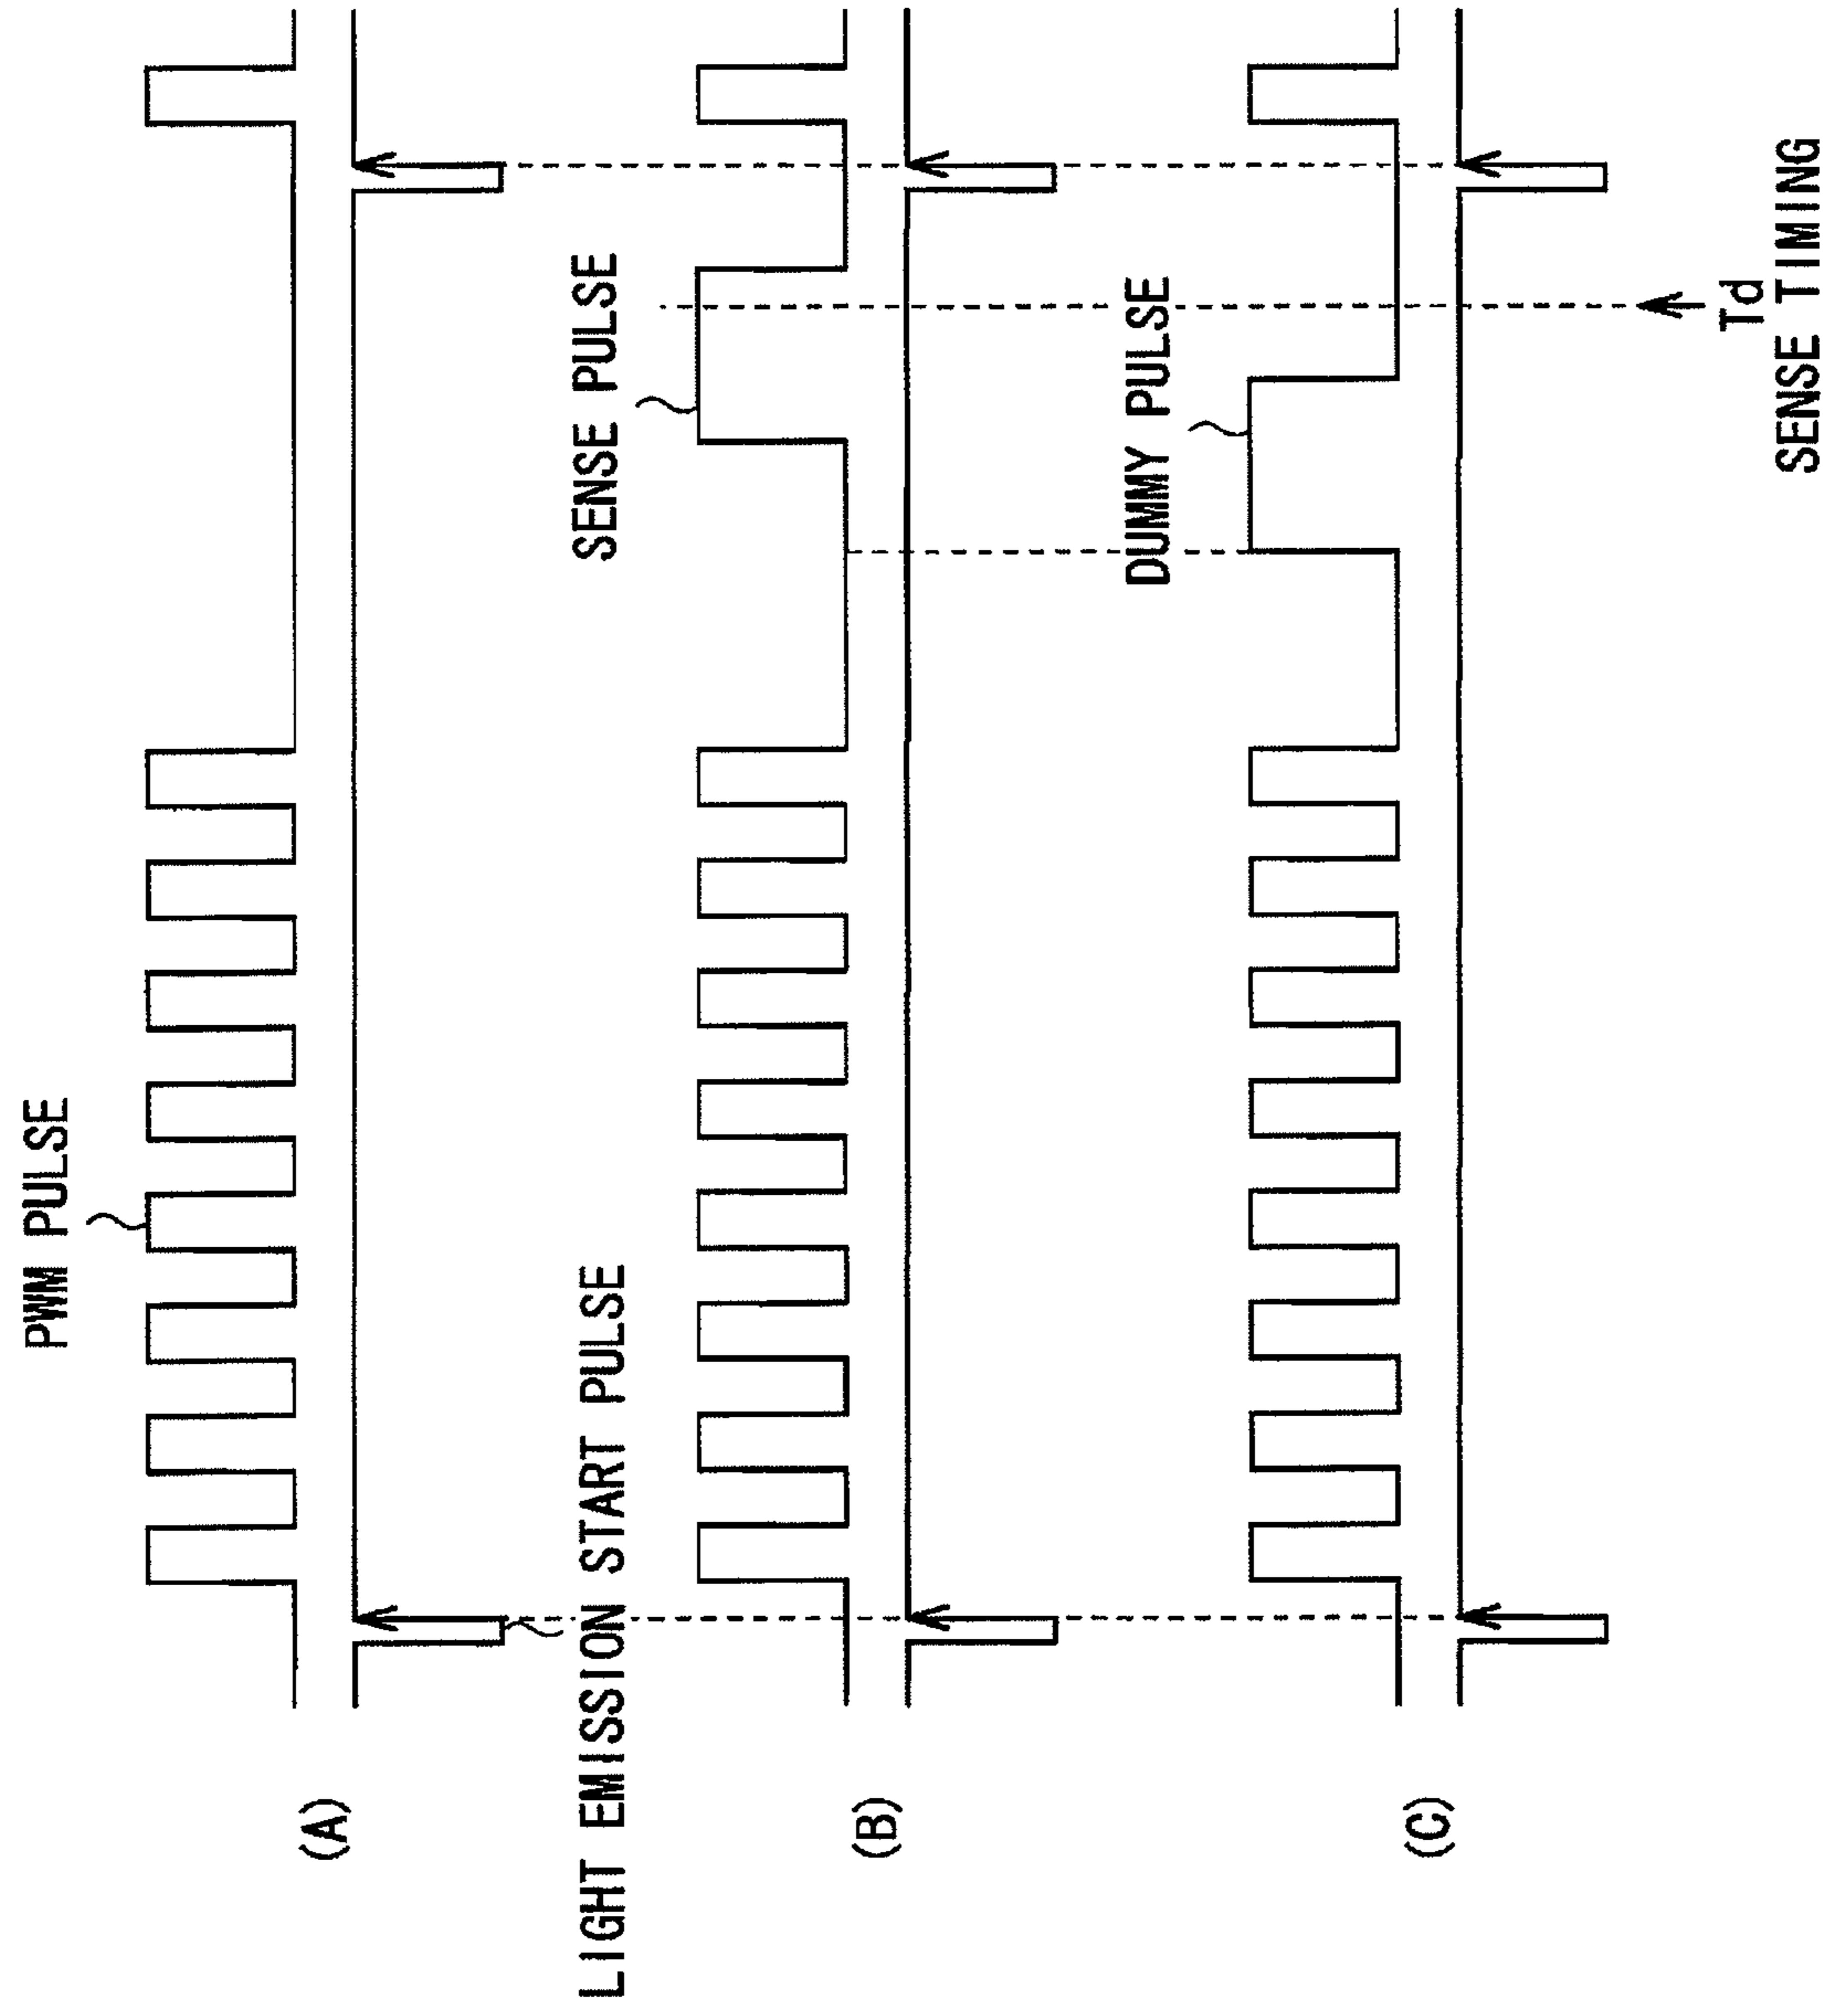 PWM PULSE
(A)
LIGHT EMISSION START PULSE
SENSE PULSE
(B)
DUMMY PULSE
(C)
Td
SENSE TIMING